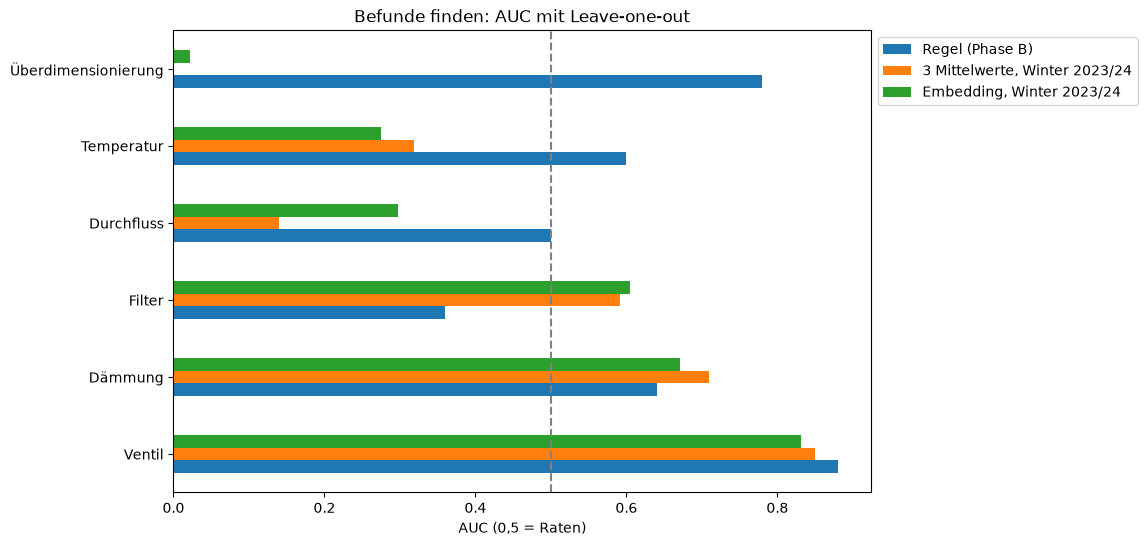 Befunde finden: AUC mit Leave-one-out
Regel (Phase B)
3 Mittelwerte, Winter 2023/24
Embedding, Winter 2023/24
Überdimensionierung
Temperatur
Durchfluss
Filter
Dämmung
Ventil
0.0 0.2 0.4 0.6 0.8
AUC (0,5 = Raten)